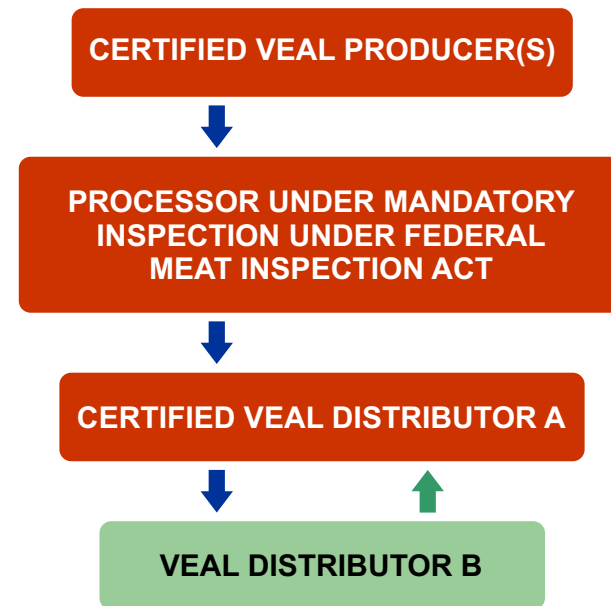 CERTIFIED VEAL PRODUCER(S)
PROCESSOR UNDER MANDATORY
INSPECTION UNDER FEDERAL
MEAT INSPECTION ACT
CERTIFIED VEAL DISTRIBUTOR A
VEAL DISTRIBUTOR B